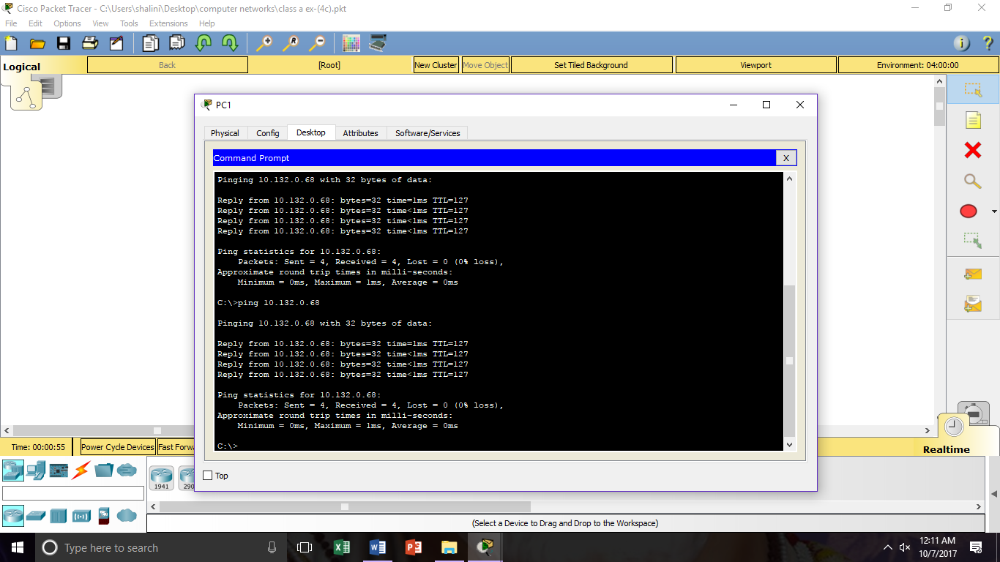 Cisco Packet Tracer - C:\Users\shalini\Desktop\computer networks\class a ex-(4c).pkt
File Edit Options View Tools Extensions Help
Logical Back [Root] New Cluster Move Object Set Tiled Background Viewport Environment: 04:00:00
PC1
Physical Config Desktop Attributes Software/Services
Command Prompt X
Pinging 10.132.0.68 with 32 bytes of data:
Reply from 10.132.0.68: bytes=32 time=1ms TTL=127
Reply from 10.132.0.68: bytes=32 time<1ms TTL=127
Reply from 10.132.0.68: bytes=32 time<1ms TTL=127
Reply from 10.132.0.68: bytes=32 time<1ms TTL=127
Ping statistics for 10.132.0.68:
Packets: Sent = 4, Received = 4, Lost = 0 (0% loss),
Approximate round trip times in milli-seconds:
Minimum = 0ms, Maximum = 1ms, Average = 0ms
C:\>ping 10.132.0.68
Pinging 10.132.0.68 with 32 bytes of data:
Reply from 10.132.0.68: bytes=32 time=1ms TTL=127
Reply from 10.132.0.68: bytes=32 time<1ms TTL=127
Reply from 10.132.0.68: bytes=32 time<1ms TTL=127
Reply from 10.132.0.68: bytes=32 time<1ms TTL=127
Ping statistics for 10.132.0.68:
Packets: Sent = 4, Received = 4, Lost = 0 (0% loss),
Approximate round trip times in milli-seconds:
Minimum = 0ms, Maximum = 1ms, Average = 0ms
C:\>
Top
Time: 00:00:55 Power Cycle Devices Fast Forwa
Realtime
1941 290
(Select a Device to Drag and Drop to the Workspace)
Type here to search
12:11 AM
10/7/2017